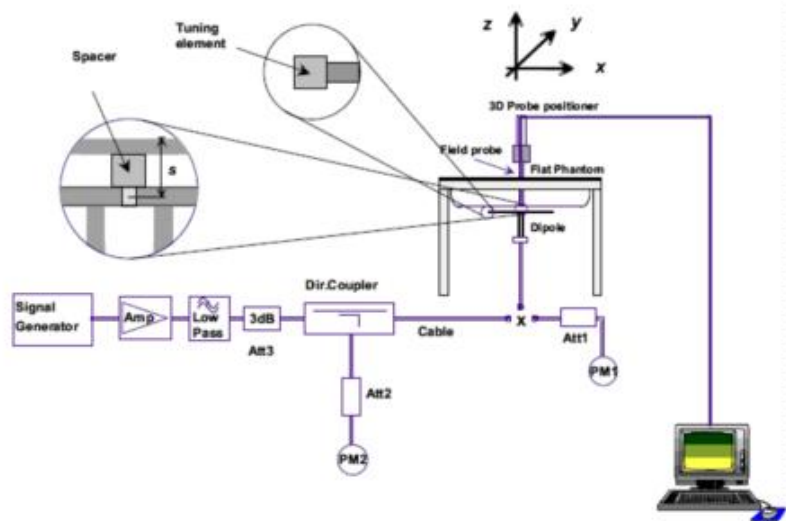 Tuning
element
Spacer
s
z
y
x
3D Probe positioner
Field probe
Flat Phantom
Dipole
Signal
Generator
Amp
Low
Pass
3dB
Att3
Dir.Coupler
Cable
x
Att1
PM1
Att2
PM2